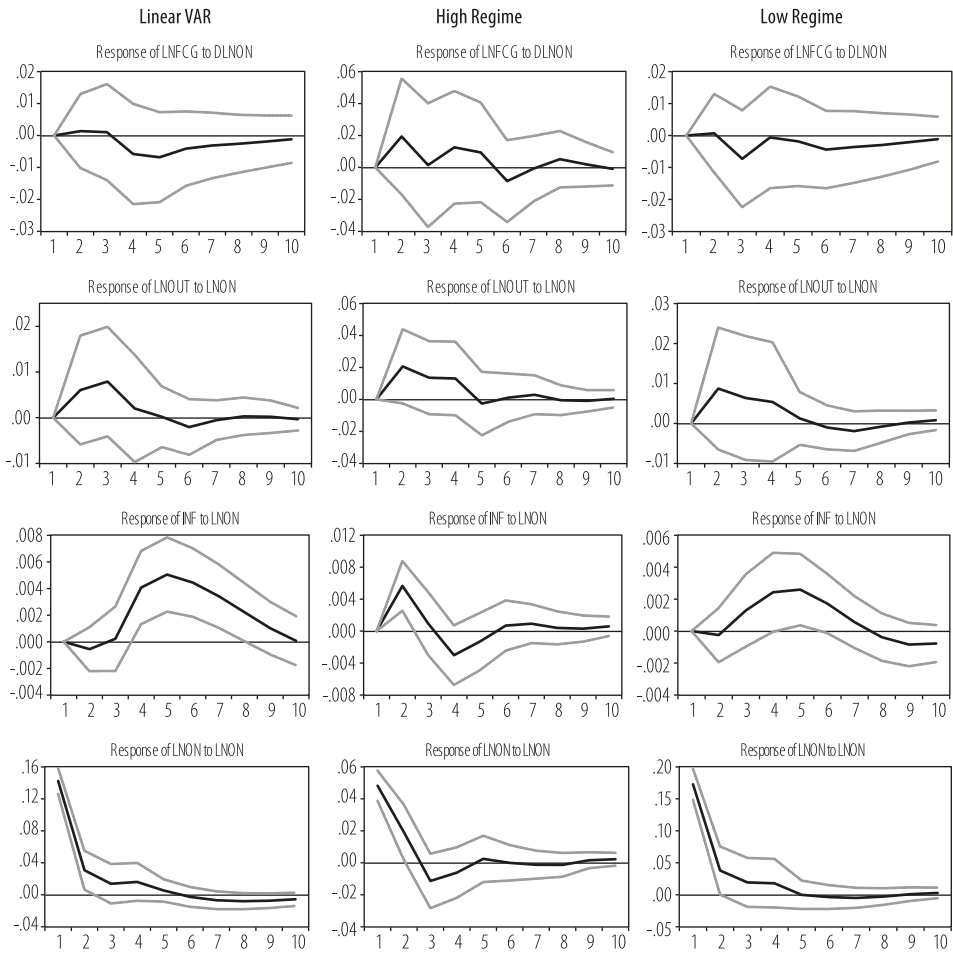 Linear VAR
High Regime
Low Regime
Response of LNFCG to DLNON
Response of LNFCG to DLNON
Response of LNFCG to DLNON
.02
.01
.00
-.01
-.02
-.03
1 2 3 4 5 6 7 8 9 10
.06
.04
.02
.00
-.02
-.04
1 2 3 4 5 6 7 8 9 10
.02
.01
.00
-.01
-.02
-.03
1 2 3 4 5 6 7 8 9 10
Response of LNOUT to LNON
Response of LNOUT to LNON
Response of LNOUT to LNON
.02
.01
.00
-.01
1 2 3 4 5 6 7 8 9 10
.06
.04
.02
.00
-.02
-.04
1 2 3 4 5 6 7 8 9 10
.03
.02
.01
.00
-.01
1 2 3 4 5 6 7 8 9 10
Response of INF to LNON
Response of INF to LNON
Response of INF to LNON
.008
.006
.004
.002
.000
-.002
-.004
1 2 3 4 5 6 7 8 9 10
.012
.008
.004
.000
-.004
-.008
1 2 3 4 5 6 7 8 9 10
.006
.004
.002
.000
-.002
-.004
1 2 3 4 5 6 7 8 9 10
Response of LNON to LNON
Response of LNON to LNON
Response of LNON to LNON
.16
.12
.08
.04
.00
-.04
1 2 3 4 5 6 7 8 9 10
.06
.04
.02
.00
-.02
-.04
1 2 3 4 5 6 7 8 9 10
.20
.15
.10
.05
.00
-.05
1 2 3 4 5 6 7 8 9 10